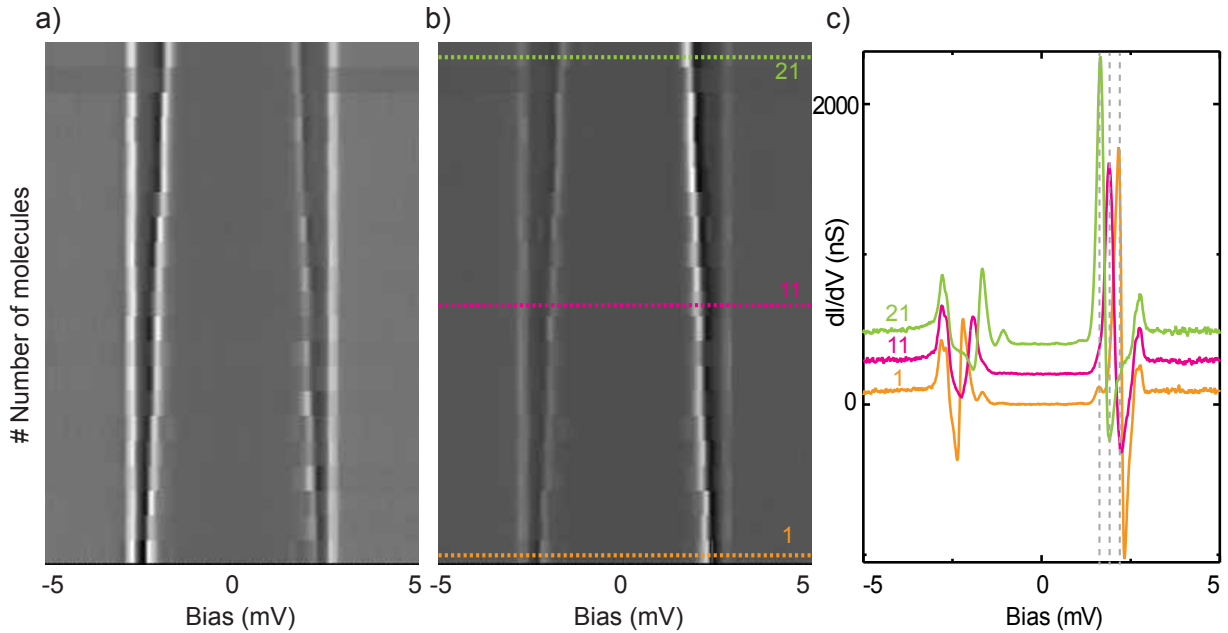 a)
b)
c)
# Number of molecules
21
11
1
-5
0
5
Bias (mV)
-5
0
5
Bias (mV)
dI/dV (nS)
2000
0
21
11
1
-5
0
5
Bias (mV)